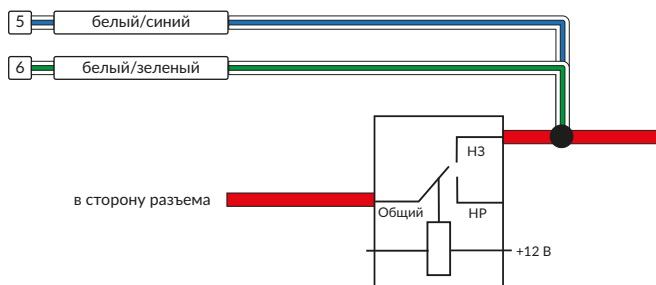 5 белый/синий
6 белый/зеленый
НЗ
в сторону разъема
Общий НР
+12 В